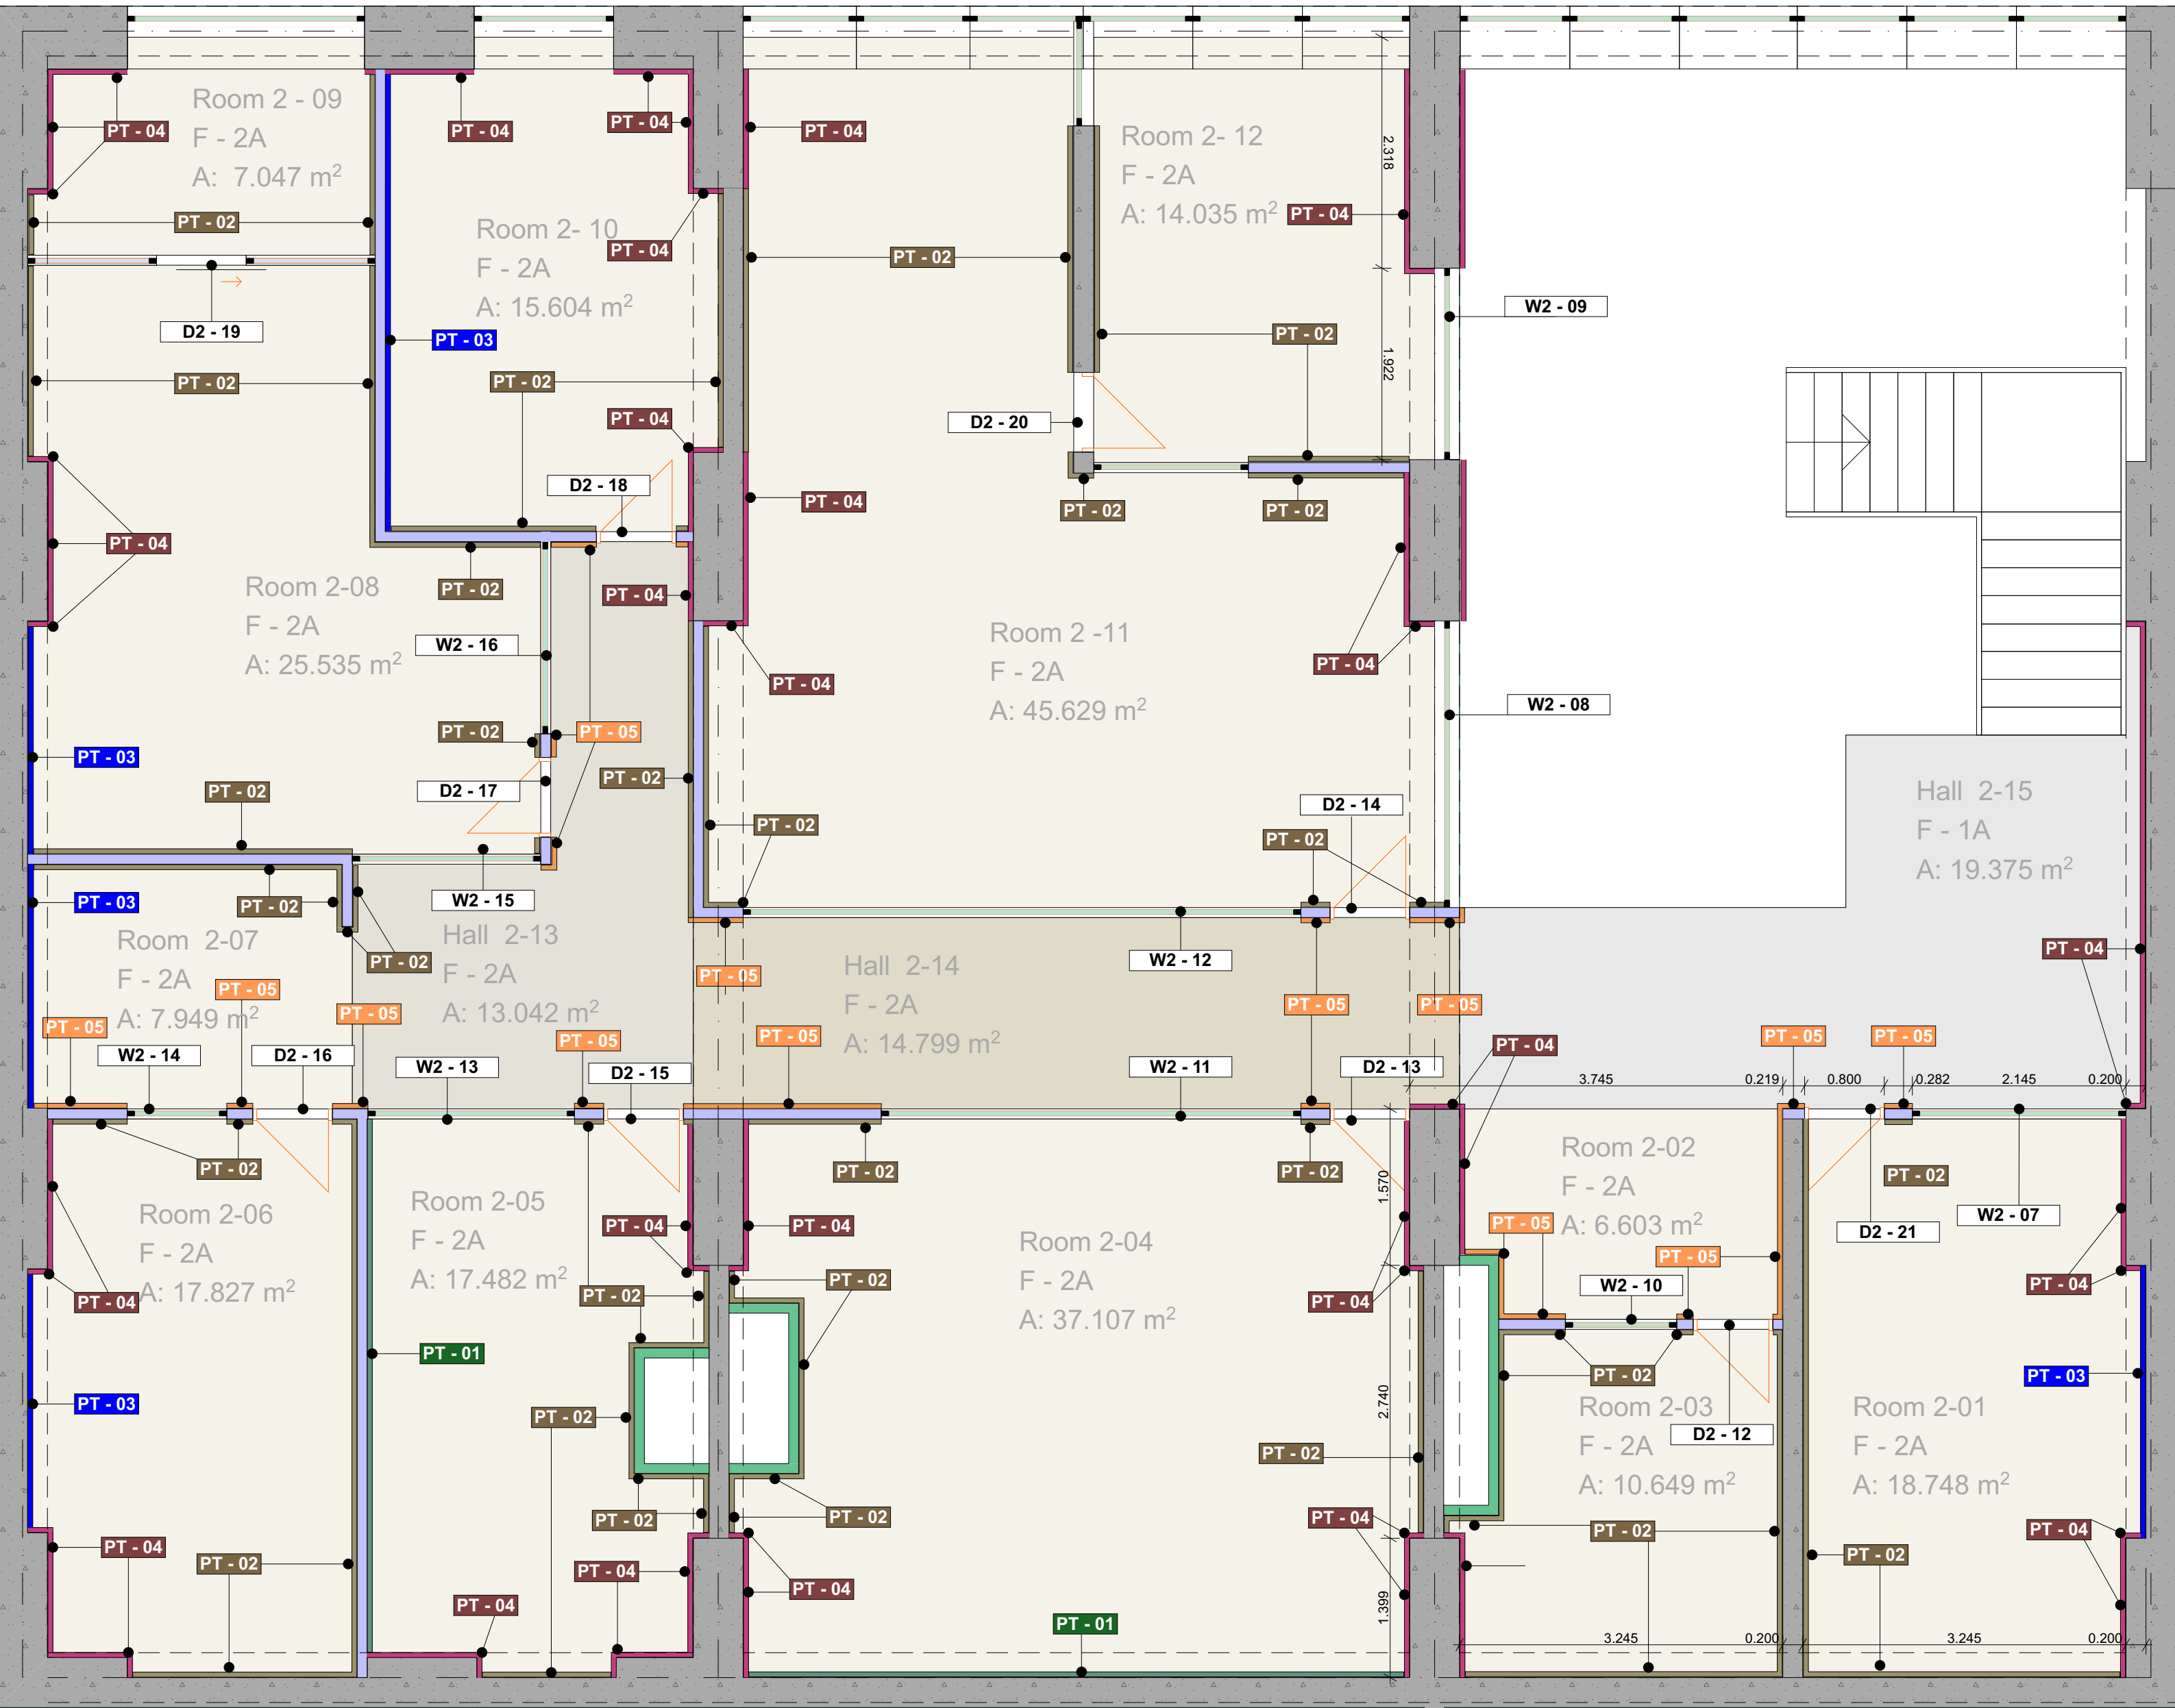 Room 2 - 09
F - 2A
A: 7.047 m²
PT - 04
PT - 04
PT - 04
PT - 04
Room 2- 12
F - 2A
A: 14.035 m²
2.318
PT - 02
Room 2- 10
F - 2A
A: 15.604 m²
PT - 04
PT - 04
PT - 02
D2 - 19
PT - 03
W2 - 09
PT - 02
1.922
PT - 02
PT - 02
PT - 04
D2 - 20
D2 - 18
PT - 04
PT - 02
PT - 02
PT - 04
Room 2-08
F - 2A
A: 25.535 m²
PT - 02
PT - 04
W2 - 16
Room 2 -11
F - 2A
A: 45.629 m²
PT - 04
PT - 04
W2 - 08
PT - 03
PT - 02
PT - 05
PT - 02
D2 - 17
PT - 02
Hall 2-15
F - 1A
A: 19.375 m²
D2 - 14
PT - 02
PT - 02
PT - 03
PT - 02
W2 - 15
Room 2-07
F - 2A
A: 7.949 m²
PT - 02
Hall 2-13
F - 2A
A: 13.042 m²
PT - 05
Hall 2-14
F - 2A
A: 14.799 m²
W2 - 12
PT - 04
PT - 05
PT - 05
PT - 05
PT - 05
PT - 05
PT - 05
PT - 05
PT - 05
PT - 05
PT - 04
W2 - 14
D2 - 16
W2 - 13
D2 - 15
W2 - 11
D2 - 13
3.745
0.219
0.800
0.282
2.145
0.200
PT - 02
PT - 02
PT - 02
1.570
Room 2-02
F - 2A
A: 6.603 m²
PT - 02
Room 2-06
F - 2A
A: 17.827 m²
Room 2-05
F - 2A
A: 17.482 m²
PT - 04
PT - 04
Room 2-04
F - 2A
A: 37.107 m²
PT - 05
PT - 05
D2 - 21
W2 - 07
PT - 04
PT - 02
PT - 02
PT - 04
W2 - 10
PT - 04
PT - 01
PT - 03
PT - 02
2.740
PT - 02
PT - 03
Room 2-03
F - 2A
A: 10.649 m²
D2 - 12
Room 2-01
F - 2A
A: 18.748 m²
PT - 02
PT - 02
PT - 02
PT - 04
PT - 02
PT - 04
PT - 04
PT - 02
PT - 04
PT - 02
PT - 04
PT - 04
1.399
PT - 01
3.245
0.200
3.245
0.200